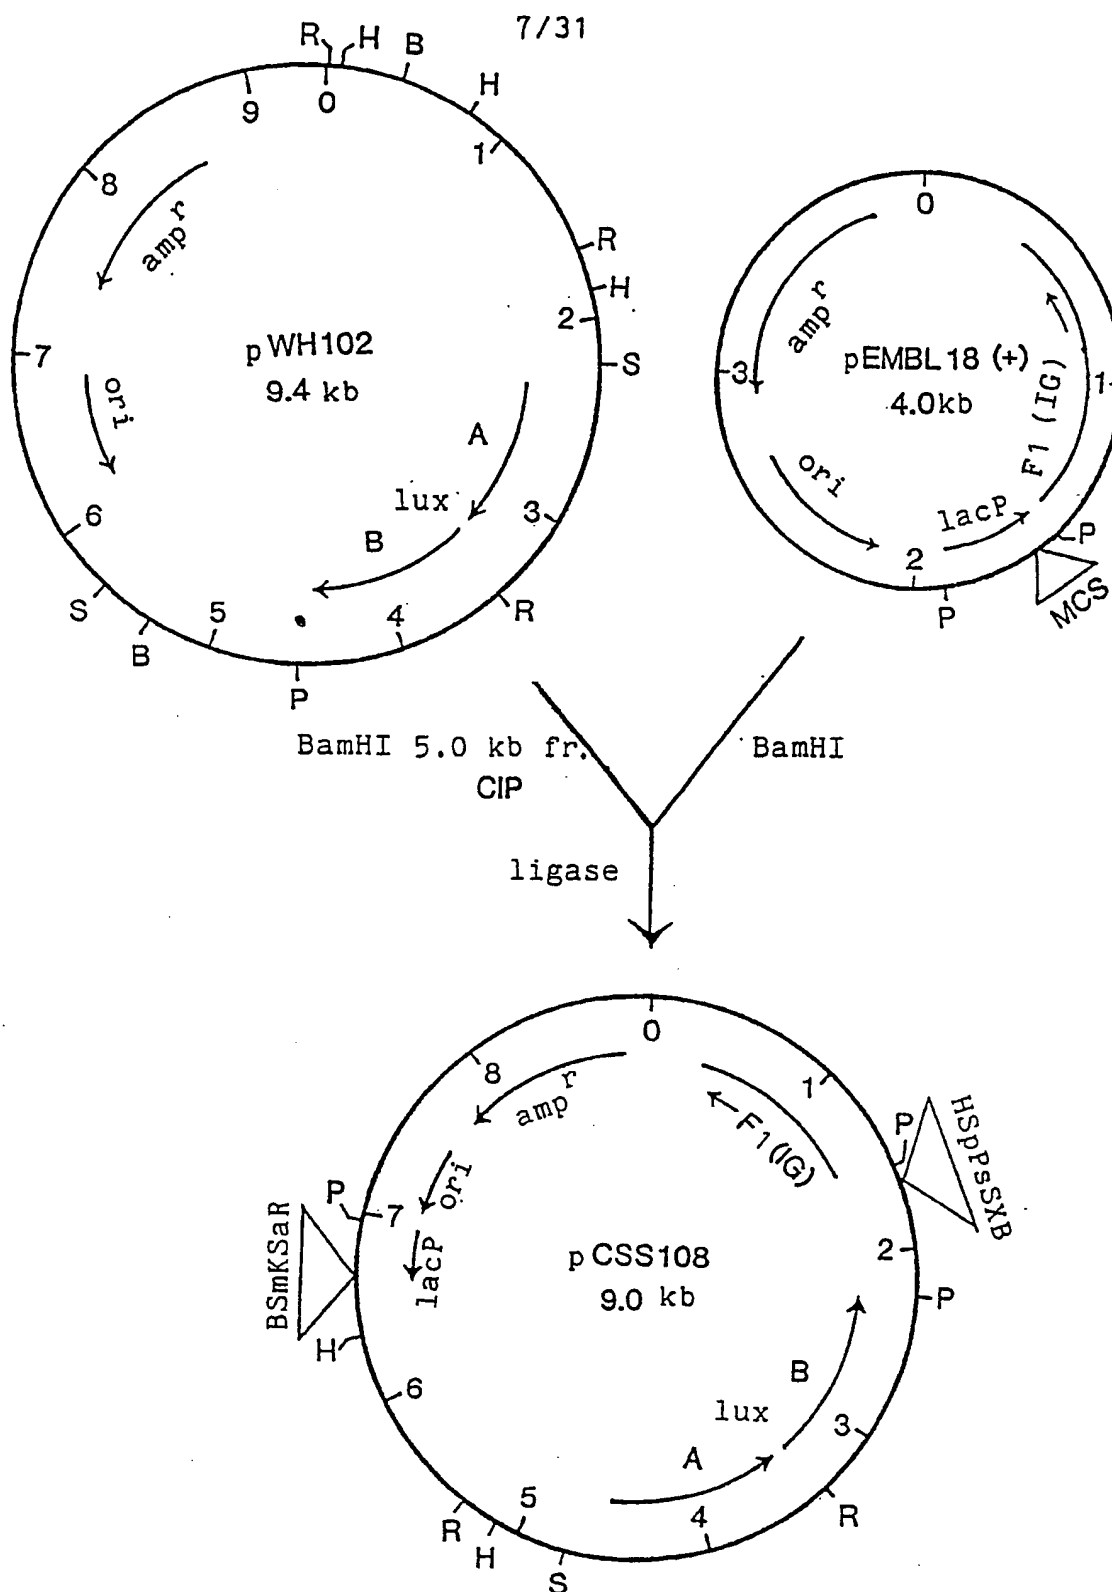 7/31
R H B H
0 1 R H 2 S 3 R 4 P 5 B S 6 7 8 9
amp r
ori
pWH102
9.4 kb
A
lux
B
0 1 P MCS P 2 3
amp r
pEMBL18 (+)
4.0kb
F1 (IG)
ori
lacP
BamHI 5.0 kb fr.
CIP
BamHI
ligase
0 1 P HSpPsSXB 2 P 3 R 4 S 5 H R 6 H BSmKSaR P 7 8
amp r
F1(IG)
ori
lacP
pCSS108
9.0 kb
B
lux
A